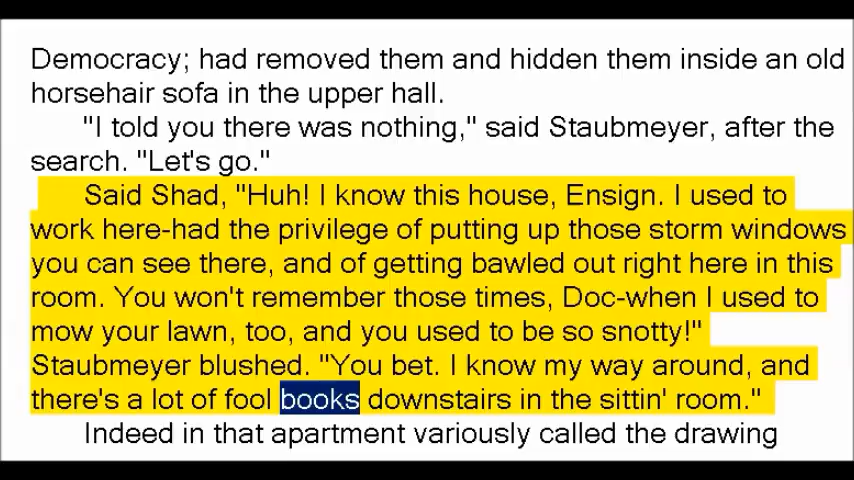 Democracy; had removed them and hidden them inside an old
horsehair sofa in the upper hall.
"I told you there was nothing," said Staubmeyer, after the
search. "Let's go."
Said Shad, "Huh! I know this house, Ensign. I used to
work here-had the privilege of putting up those storm windows
you can see there, and of getting bawled out right here in this
room. You won't remember those times, Doc-when I used to
mow your lawn, too, and you used to be so snotty!"
Staubmeyer blushed. "You bet. I know my way around, and
there's a lot of fool books downstairs in the sittin' room."
Indeed in that apartment variously called the drawing